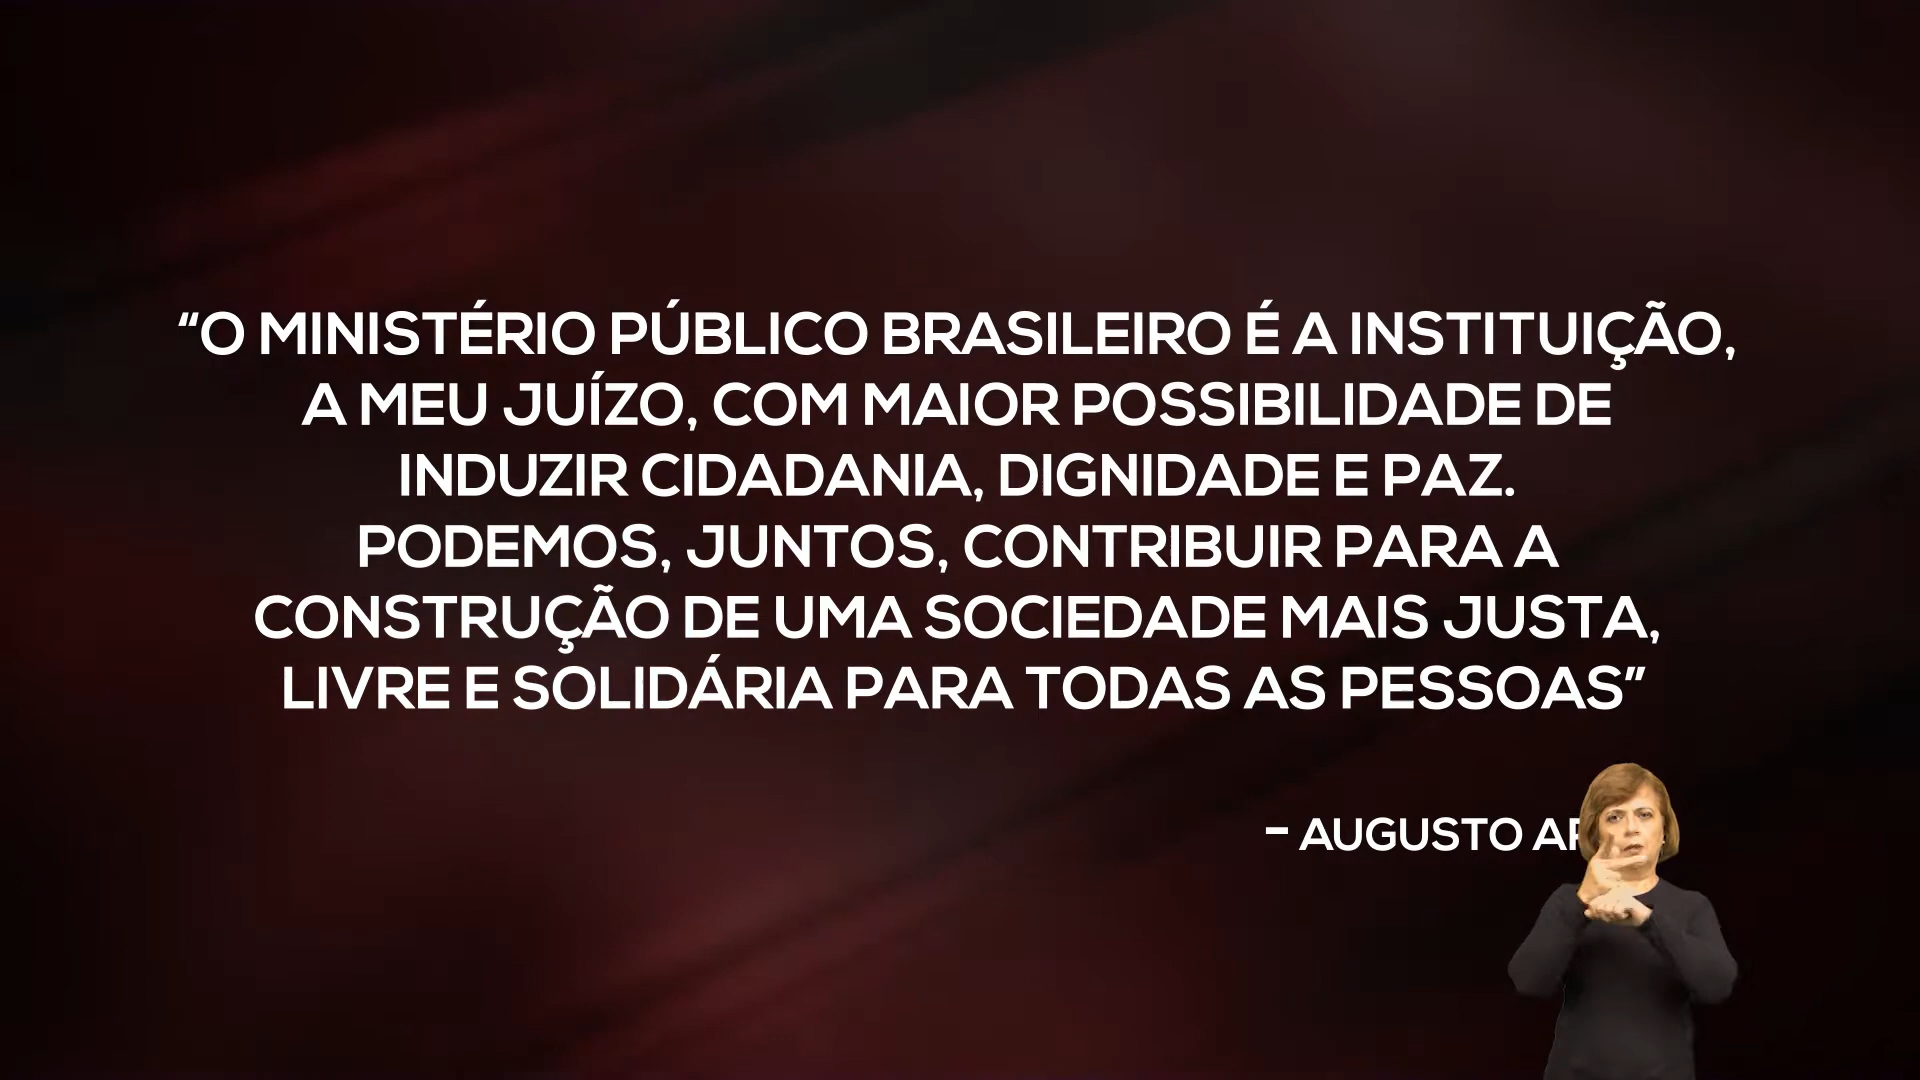 “O MINISTÉRIO PÚBLICO BRASILEIRO É A INSTITUIÇÃO,
A MEU JUÍZO, COM MAIOR POSSIBILIDADE DE
INDUZIR CIDADANIA, DIGNIDADE E PAZ.
PODEMOS, JUNTOS, CONTRIBUIR PARA A
CONSTRUÇÃO DE UMA SOCIEDADE MAIS JUSTA,
LIVRE E SOLIDÁRIA PARA TODAS AS PESSOAS”
– AUGUSTO